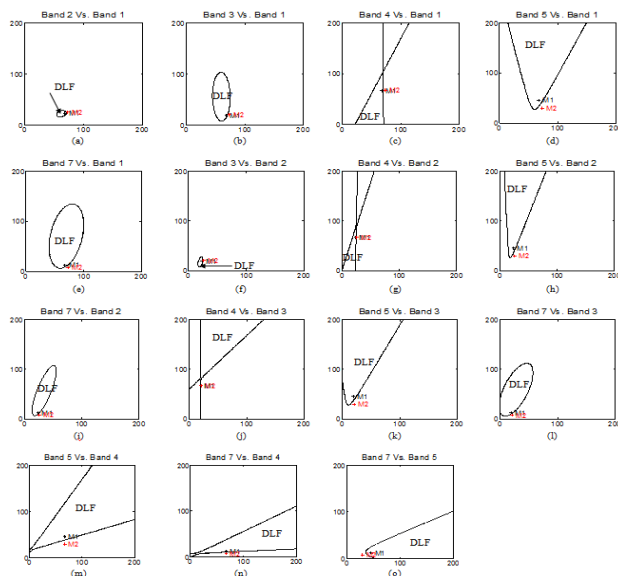 Band 2 Vs. Band 1
Band 3 Vs. Band 1
Band 4 Vs. Band 1
Band 5 Vs. Band 1
200
100
0
DLF
M2
0 100 200
(a)
200
100
0
DLF
M2
0 100 200
(b)
200
100
0
DLF
M1
0 100 200
(c)
200
100
0
DLF
M1
M2
0 100 200
(d)
Band 7 Vs. Band 1
Band 3 Vs. Band 2
Band 4 Vs. Band 2
Band 5 Vs. Band 2
200
100
0
DLF
M1
M2
0 100 200
(e)
200
100
0
M2
DLF
0 100 200
(f)
200
100
0
DLF
0 100 200
(g)
200
100
0
DLF
M1
M2
0 100 200
(h)
Band 7 Vs. Band 2
Band 4 Vs. Band 3
Band 5 Vs. Band 3
Band 7 Vs. Band 3
200
100
0
DLF
M1
M2
0 100 200
(i)
200
100
0
DLF
M2
0 100 200
(j)
200
100
0
DLF
M1
M2
0 100 200
(k)
200
100
0
DLF
M1
M2
0 100 200
(l)
Band 5 Vs. Band 4
Band 7 Vs. Band 4
Band 7 Vs. Band 5
200
100
0
DLF
M1
M2
0 100 200
(m)
200
100
0
DLF
M1
M2
0 100 200
(n)
200
100
0
DLF
M1
0 100 200
(o)